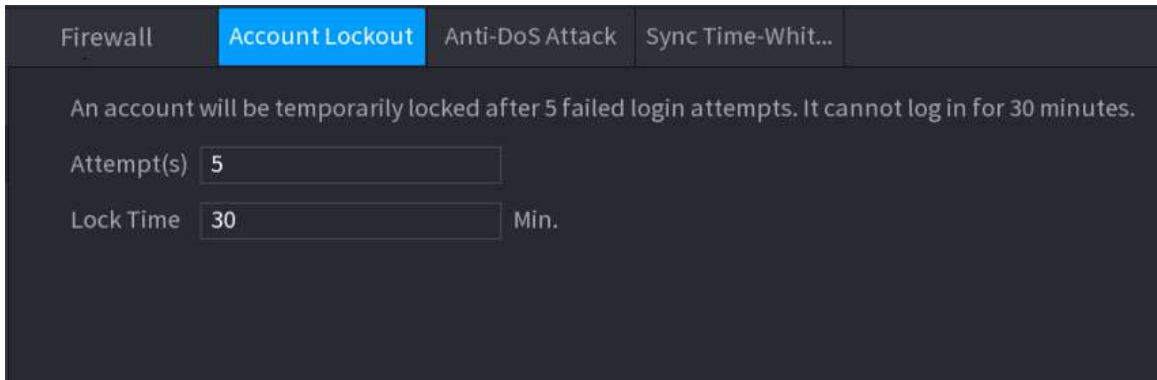 Firewall Account Lockout Anti-DoS Attack Sync Time-Whit...
An account will be temporarily locked after 5 failed login attempts. It cannot log in for 30 minutes.
Attempt(s) 5
Lock Time 30 Min.